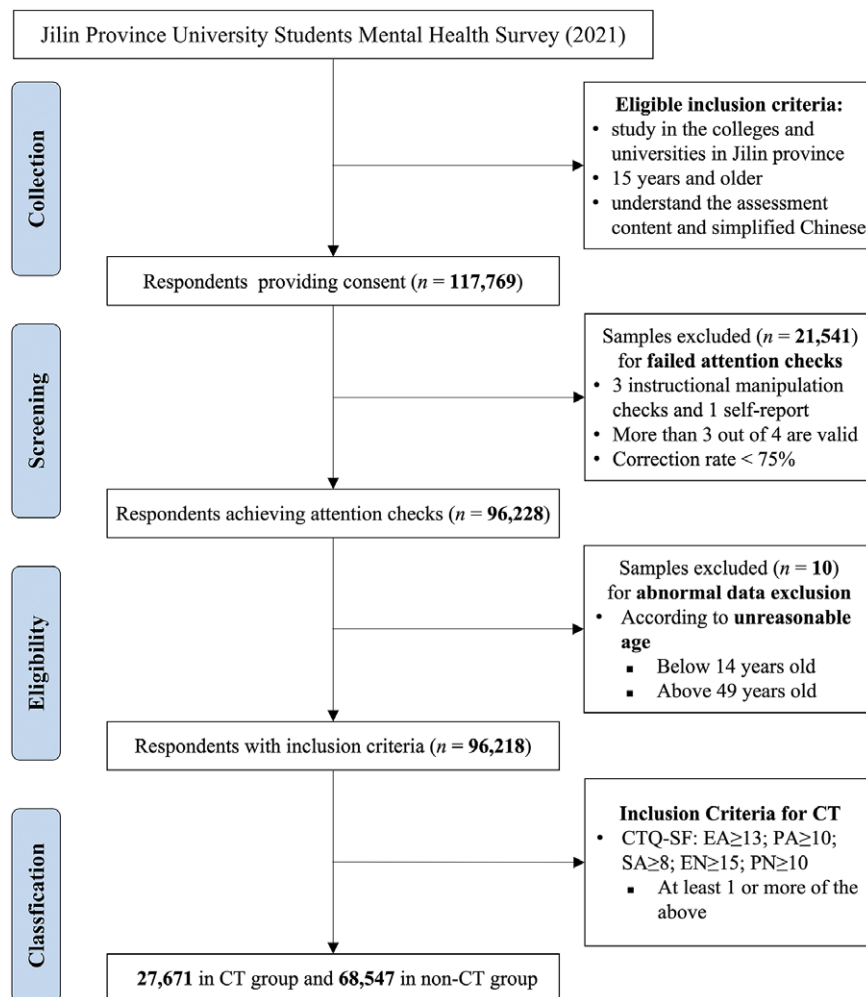 Jilin Province University Students Mental Health Survey (2021)
Collection
Eligible inclusion criteria:
• study in the colleges and
universities in Jilin province
• 15 years and older
• understand the assessment
content and simplified Chinese
Respondents providing consent (n = 117,769)
Screening
Samples excluded (n = 21,541)
for failed attention checks
• 3 instructional manipulation
checks and 1 self-report
• More than 3 out of 4 are valid
• Correction rate < 75%
Respondents achieving attention checks (n = 96,228)
Eligibility
Samples excluded (n = 10)
for abnormal data exclusion
• According to unreasonable
age
▪ Below 14 years old
▪ Above 49 years old
Respondents with inclusion criteria (n = 96,218)
Classfication
Inclusion Criteria for CT
• CTQ-SF: EA≥13; PA≥10;
SA≥8; EN≥15; PN≥10
▪ At least 1 or more of the
above
27,671 in CT group and 68,547 in non-CT group